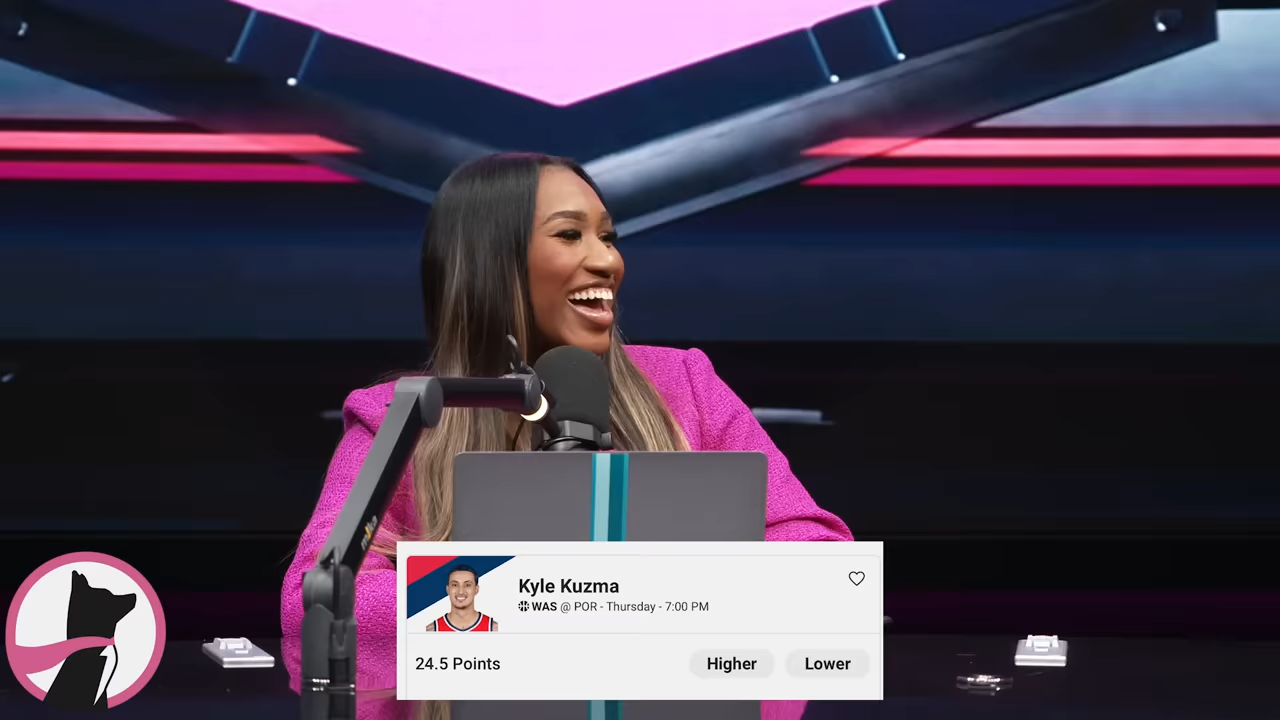 Kyle Kuzma
WAS @ POR - Thursday - 7:00 PM
24.5 Points
Higher
Lower